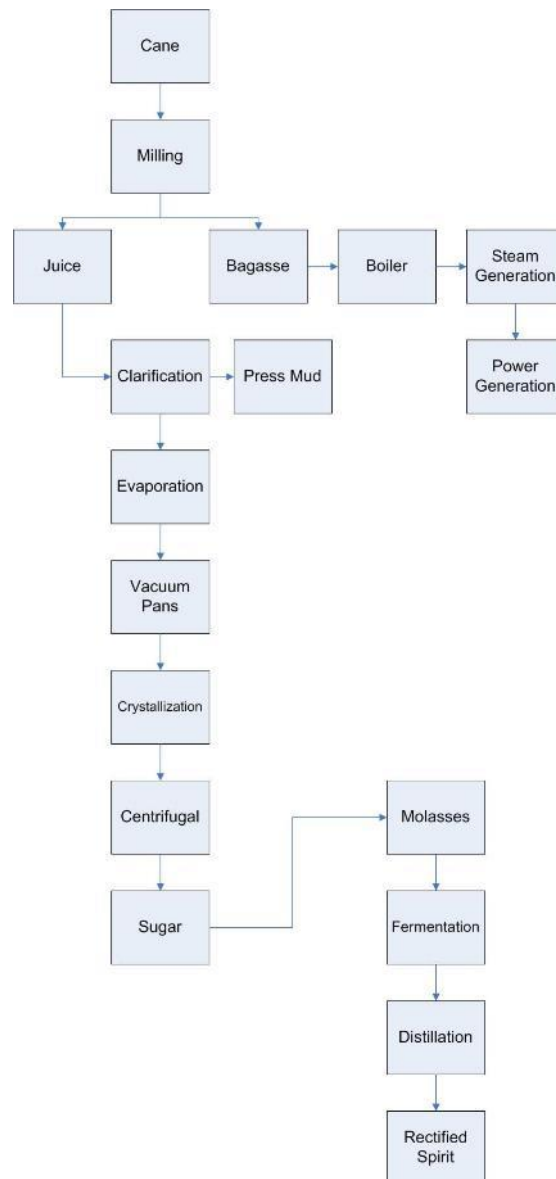 Cane
Milling
Juice
Bagasse
Boiler
Steam
Generation
Clarification
Press Mud
Power
Generation
Evaporation
Vacuum
Pans
Crystallization
Centrifugal
Molasses
Sugar
Fermentation
Distillation
Rectified
Spirit